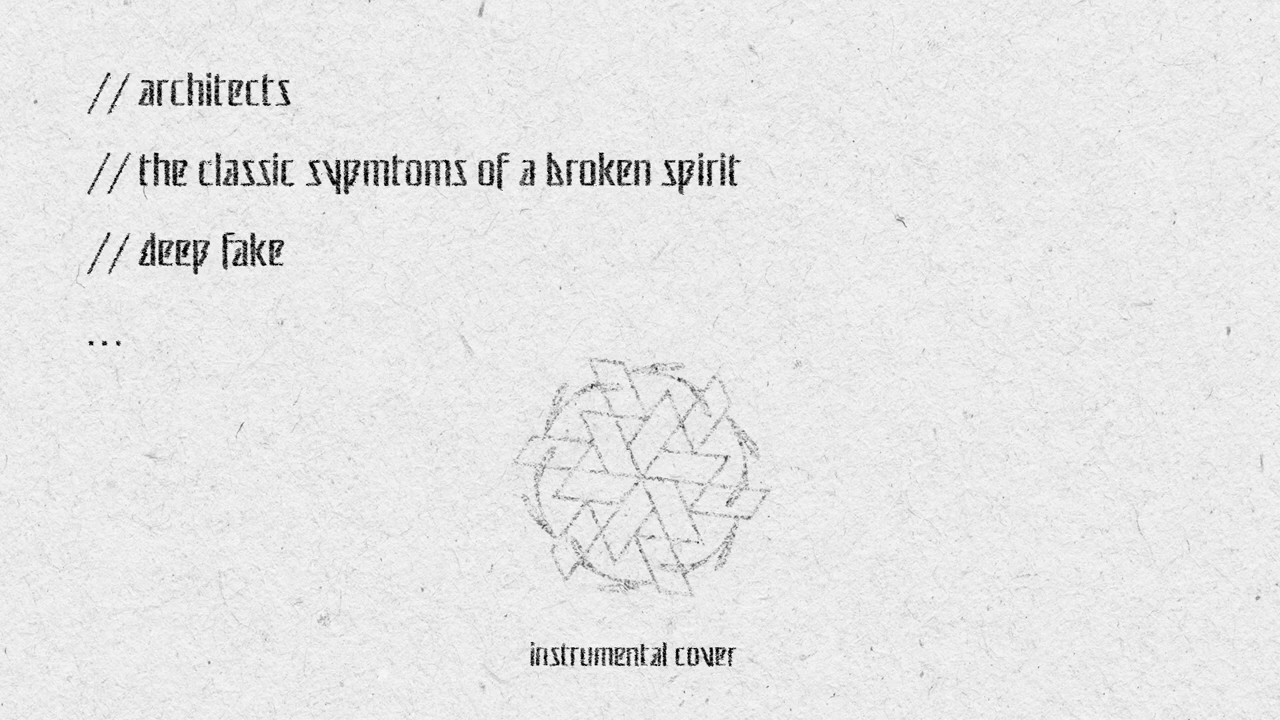 // architects
// the classic sypmtoms of a broken spirit
// deep fake
...
instrumental cover